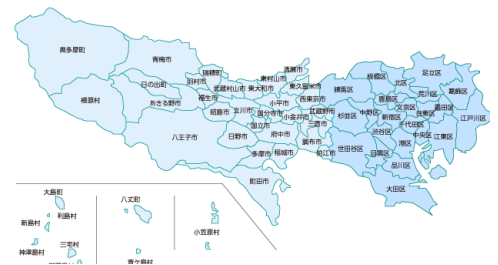 奥多摩町
青梅市
瑞穂町
清瀬市
日の出町
羽村市
東村山市
東久留米市
板橋区
北区
足立区
檜原村
あきる野市
福生市
武蔵村山市
東大和市
西東京市
練馬区
豊島区
荒川区
葛飾区
昭島市
立川市
小平市
国分寺市
小金井市
武蔵野市
杉並区
中野区
新宿区
文京区
台東区
墨田区
江戸川区
八王子市
日野市
国立市
府中市
三鷹市
渋谷区
千代田区
中央区
江東区
多摩市
稲城市
調布市
狛江市
世田谷区
目黒区
港区
品川区
町田市
大田区
大島町
利島村
新島村
神津島村
三宅村
八丈町
青ケ島村
小笠原村